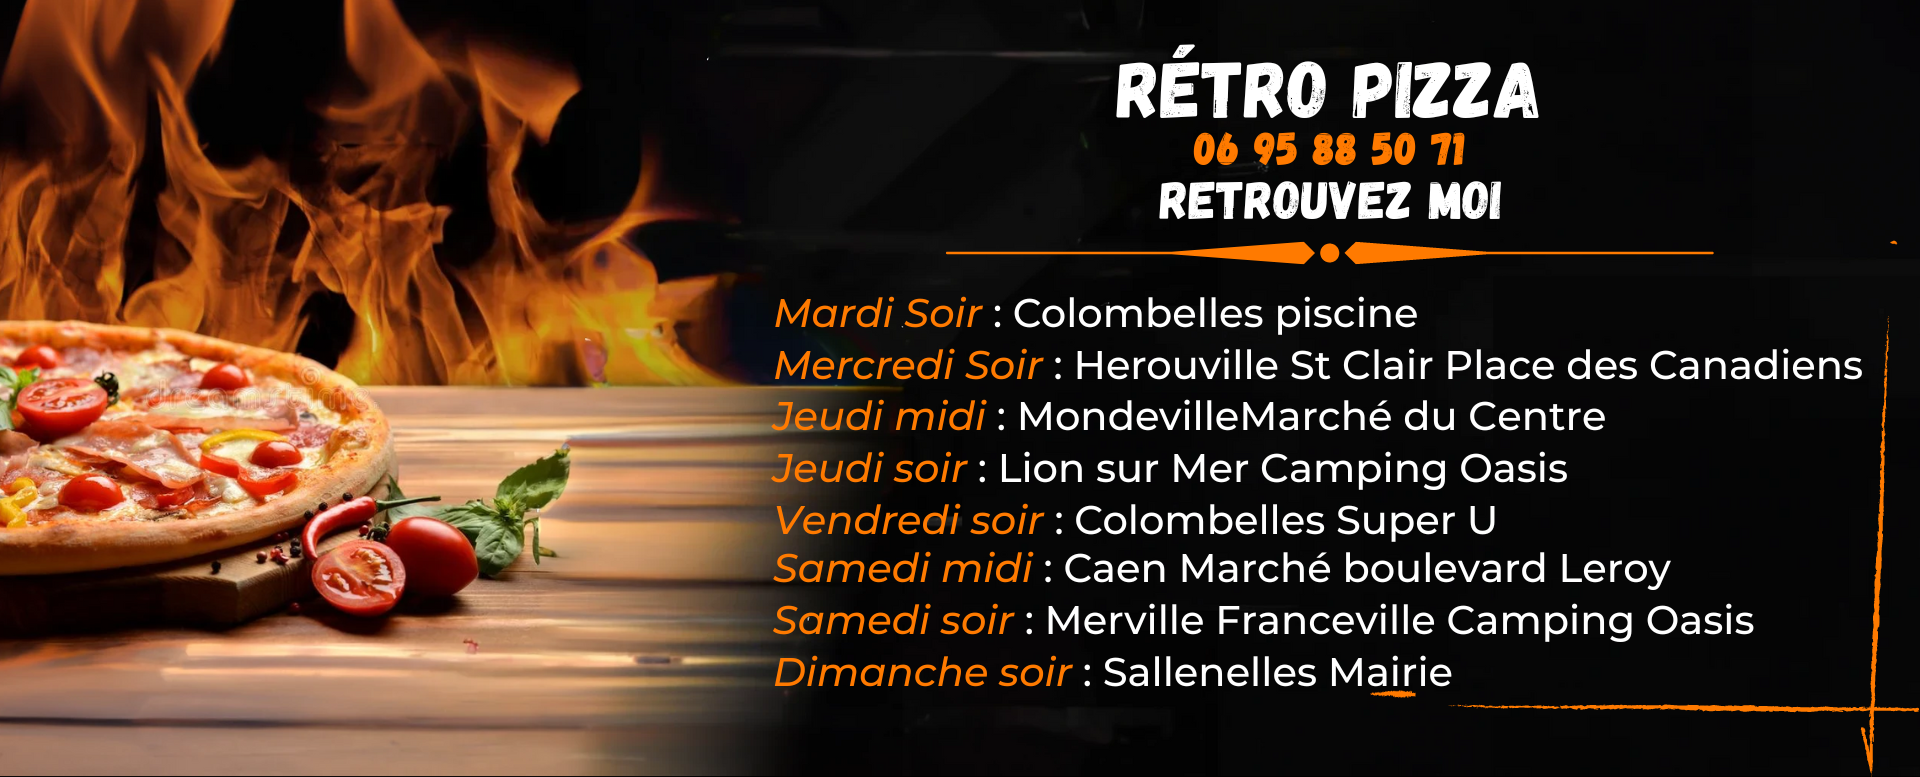 RÉTRO PIZZA
06 95 88 50 71
RETROUVEZ MOI
Mardi Soir : Colombelles piscine
Mercredi Soir : Herouville St Clair Place des Canadiens
Jeudi midi : MondevilleMarché du Centre
Jeudi soir : Lion sur Mer Camping Oasis
Vendredi soir : Colombelles Super U
Samedi midi : Caen Marché boulevard Leroy
Samedi soir : Merville Franceville Camping Oasis
Dimanche soir : Sallenelles Mairie